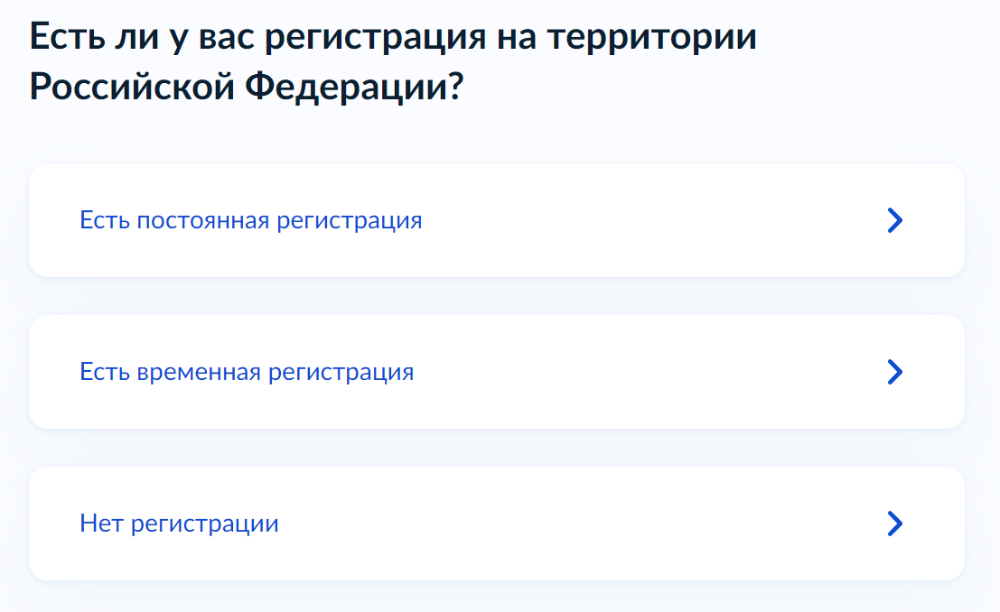 Есть ли у вас регистрация на территории
Российской Федерации?
Есть постоянная регистрация
Есть временная регистрация
Нет регистрации